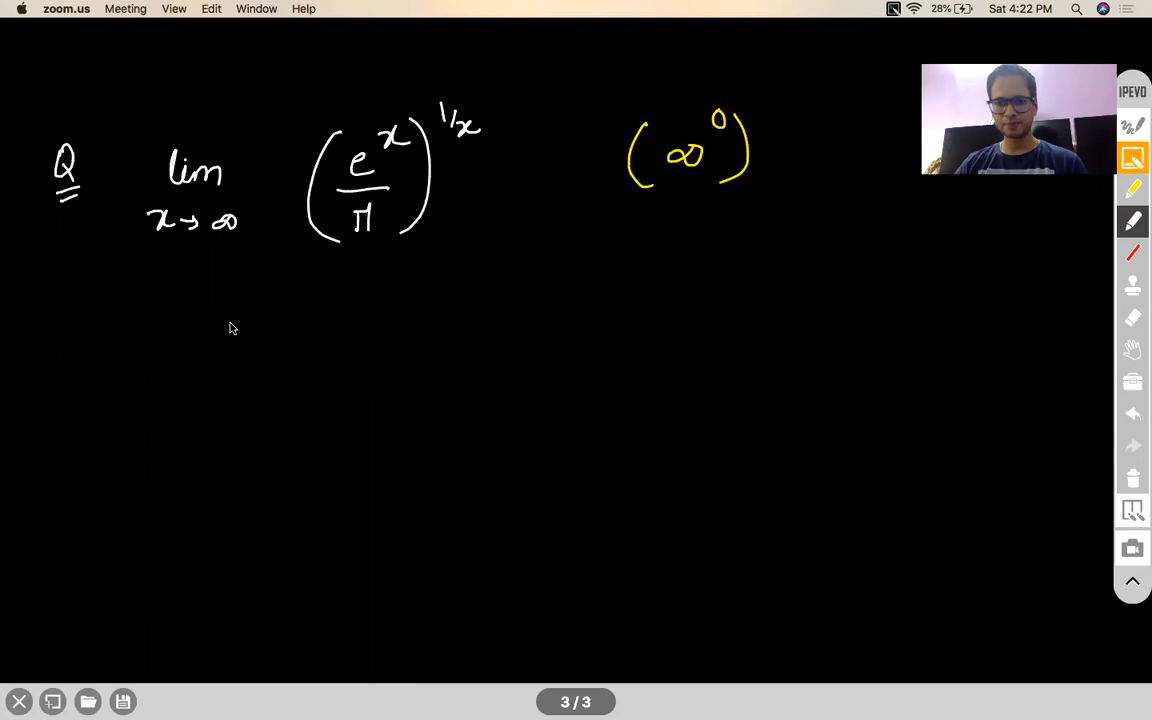 zoom.us Meeting View Edit Window Help 28% Sat 4:22 PM
IPEVO
Q lim x→∞ (e^x/π)^1/x (∞^0)
3/3